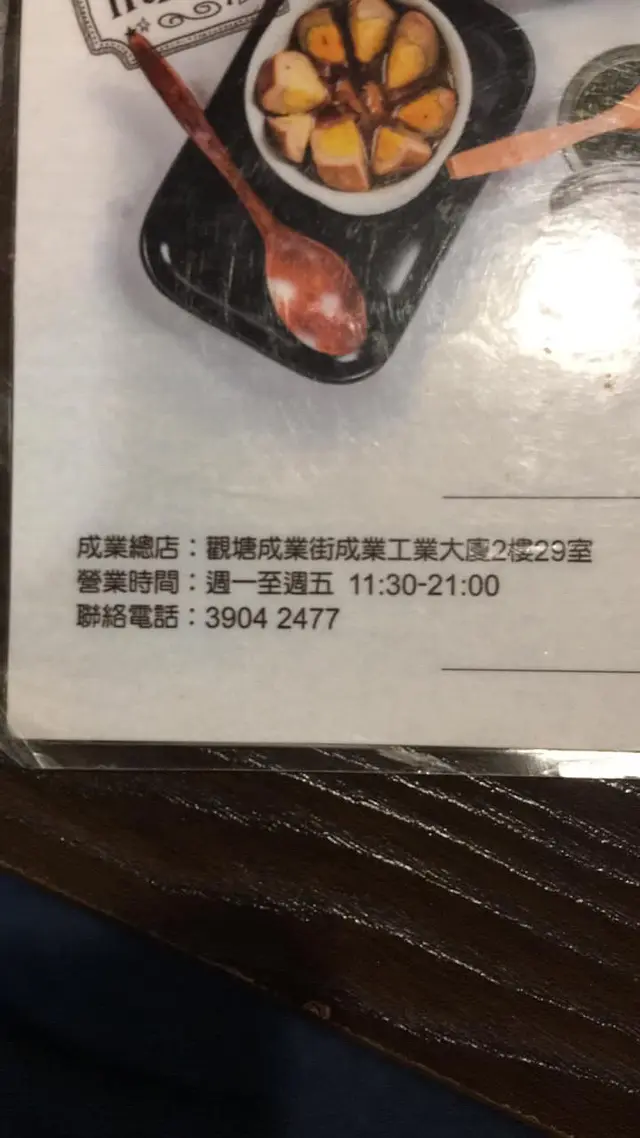 成業總店：觀塘成業街成業工業大廈2樓29室
營業時間：週一至週五 11:30-21:00
聯絡電話：3904 2477